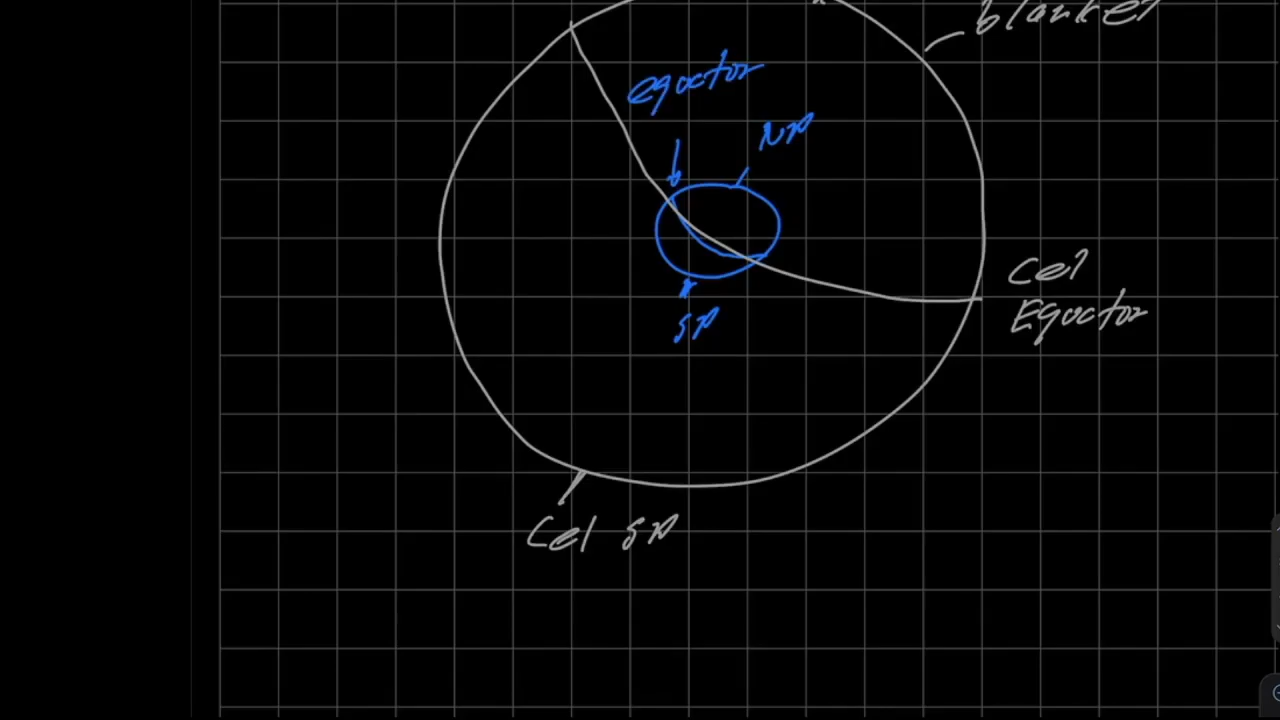 blanket
equator
NP
Cel
Equator
SP
Cel SP